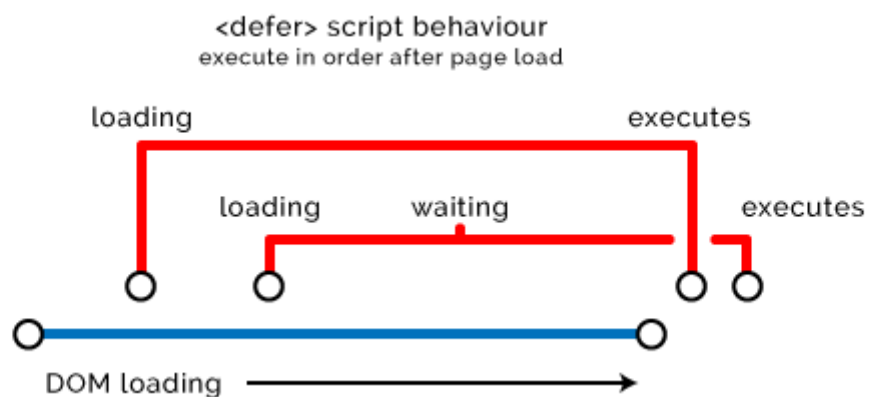 <defer> script behaviour
execute in order after page load
loading executes
loading waiting executes
DOM loading